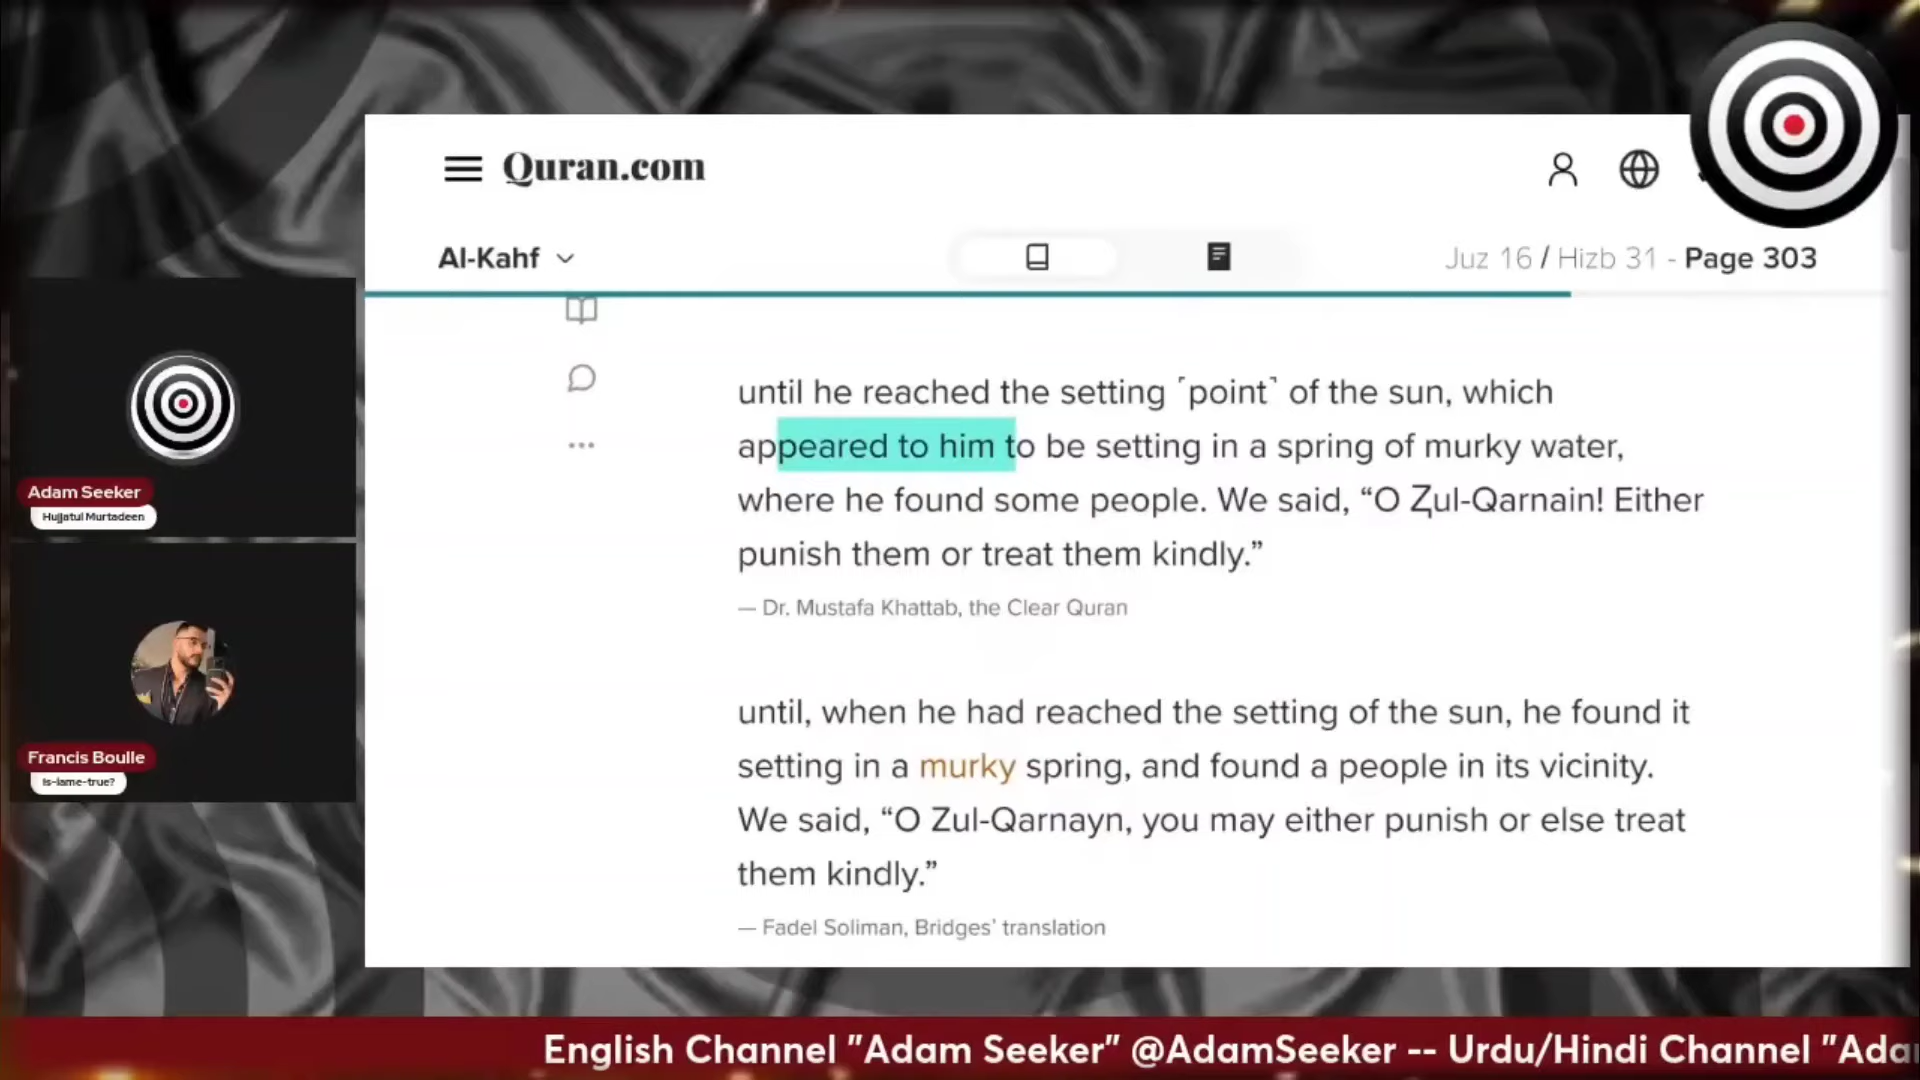 Quran.com
Al-Kahf
Juz 16 / Hizb 31 - Page 303
until he reached the setting ˹point˺ of the sun, which
appeared to him to be setting in a spring of murky water,
where he found some people. We said, “O Ⱬul-Qarnain! Either
punish them or treat them kindly.”
— Dr. Mustafa Khattab, the Clear Quran
until, when he had reached the setting of the sun, he found it
setting in a murky spring, and found a people in its vicinity.
We said, “O Zul-Qarnayn, you may either punish or else treat
them kindly.”
— Fadel Soliman, Bridges’ translation
Adam Seeker
Hujjatul Murtadeen
Francis Boulle
Is-lame-true?
English Channel "Adam Seeker" @AdamSeeker -- Urdu/Hindi Channel "Ada